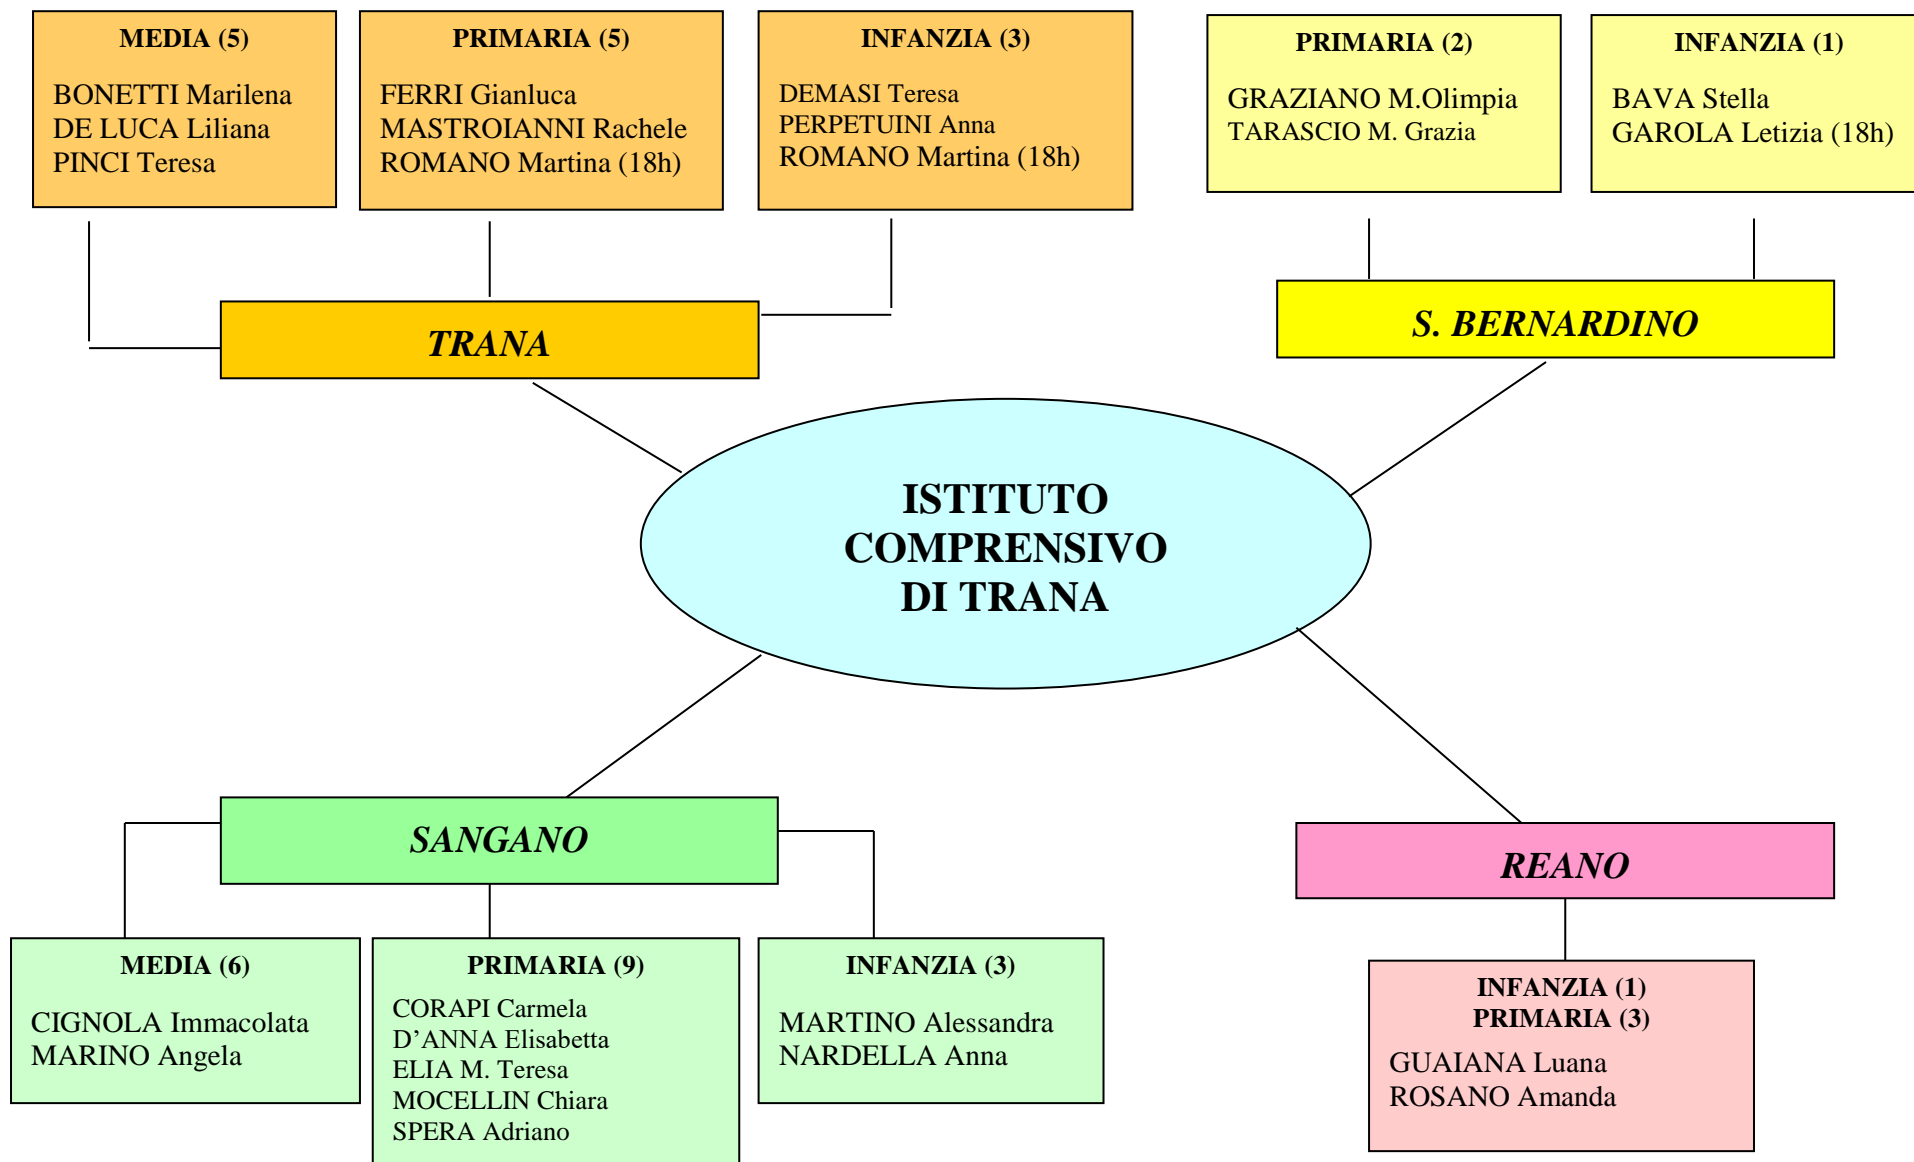 MEDIA (5)
BONETTI Marilena
DE LUCA Liliana
PINCI Teresa
PRIMARIA (5)
FERRI Gianluca
MASTROIANNI Rachele
ROMANO Martina (18h)
INFANZIA (3)
DEMASI Teresa
PERPETUINI Anna
ROMANO Martina (18h)
PRIMARIA (2)
GRAZIANO M.Olimpia
TARASCIO M. Grazia
INFANZIA (1)
BAVA Stella
GAROLA Letizia (18h)
TRANA
S. BERNARDINO
ISTITUTO
COMPRENSIVO
DI TRANA
SANGANO
REANO
MEDIA (6)
CIGNOLA Immacolata
MARINO Angela
PRIMARIA (9)
CORAPI Carmela
D’ANNA Elisabetta
ELIA M. Teresa
MOCELLIN Chiara
SPERA Adriano
INFANZIA (3)
MARTINO Alessandra
NARDELLA Anna
INFANZIA (1)
PRIMARIA (3)
GUAIANA Luana
ROSANO Amanda